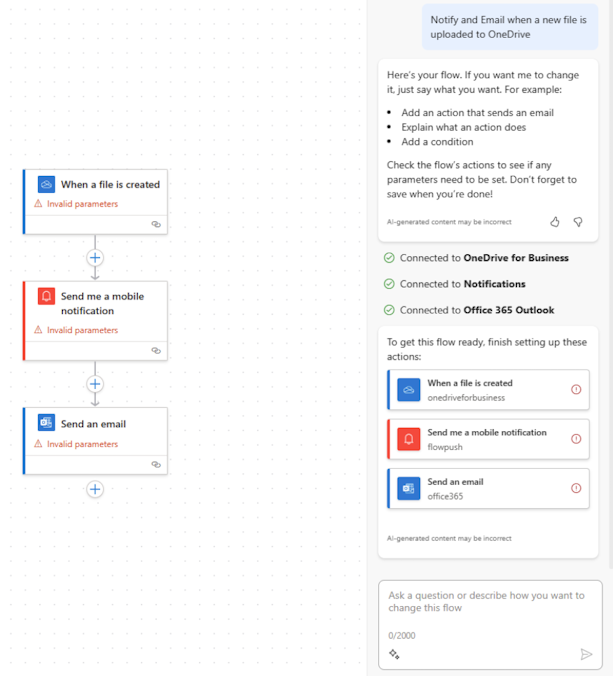 When a file is created
Invalid parameters
Send me a mobile
notification
Invalid parameters
Send an email
Invalid parameters
Notify and Email when a new file is
uploaded to OneDrive
Here's your flow. If you want me to change
it, just say what you want. For example:
• Add an action that sends an email
• Explain what an action does
• Add a condition
Check the flow's actions to see if any
parameters need to be set. Don't forget to
save when you're done!
AI-generated content may be incorrect
Connected to OneDrive for Business
Connected to Notifications
Connected to Office 365 Outlook
To get this flow ready, finish setting up these
actions:
When a file is created
onedriveforbusiness
Send me a mobile notification
flowpush
Send an email
office365
AI-generated content may be incorrect
Ask a question or describe how you want to
change this flow
0/2000